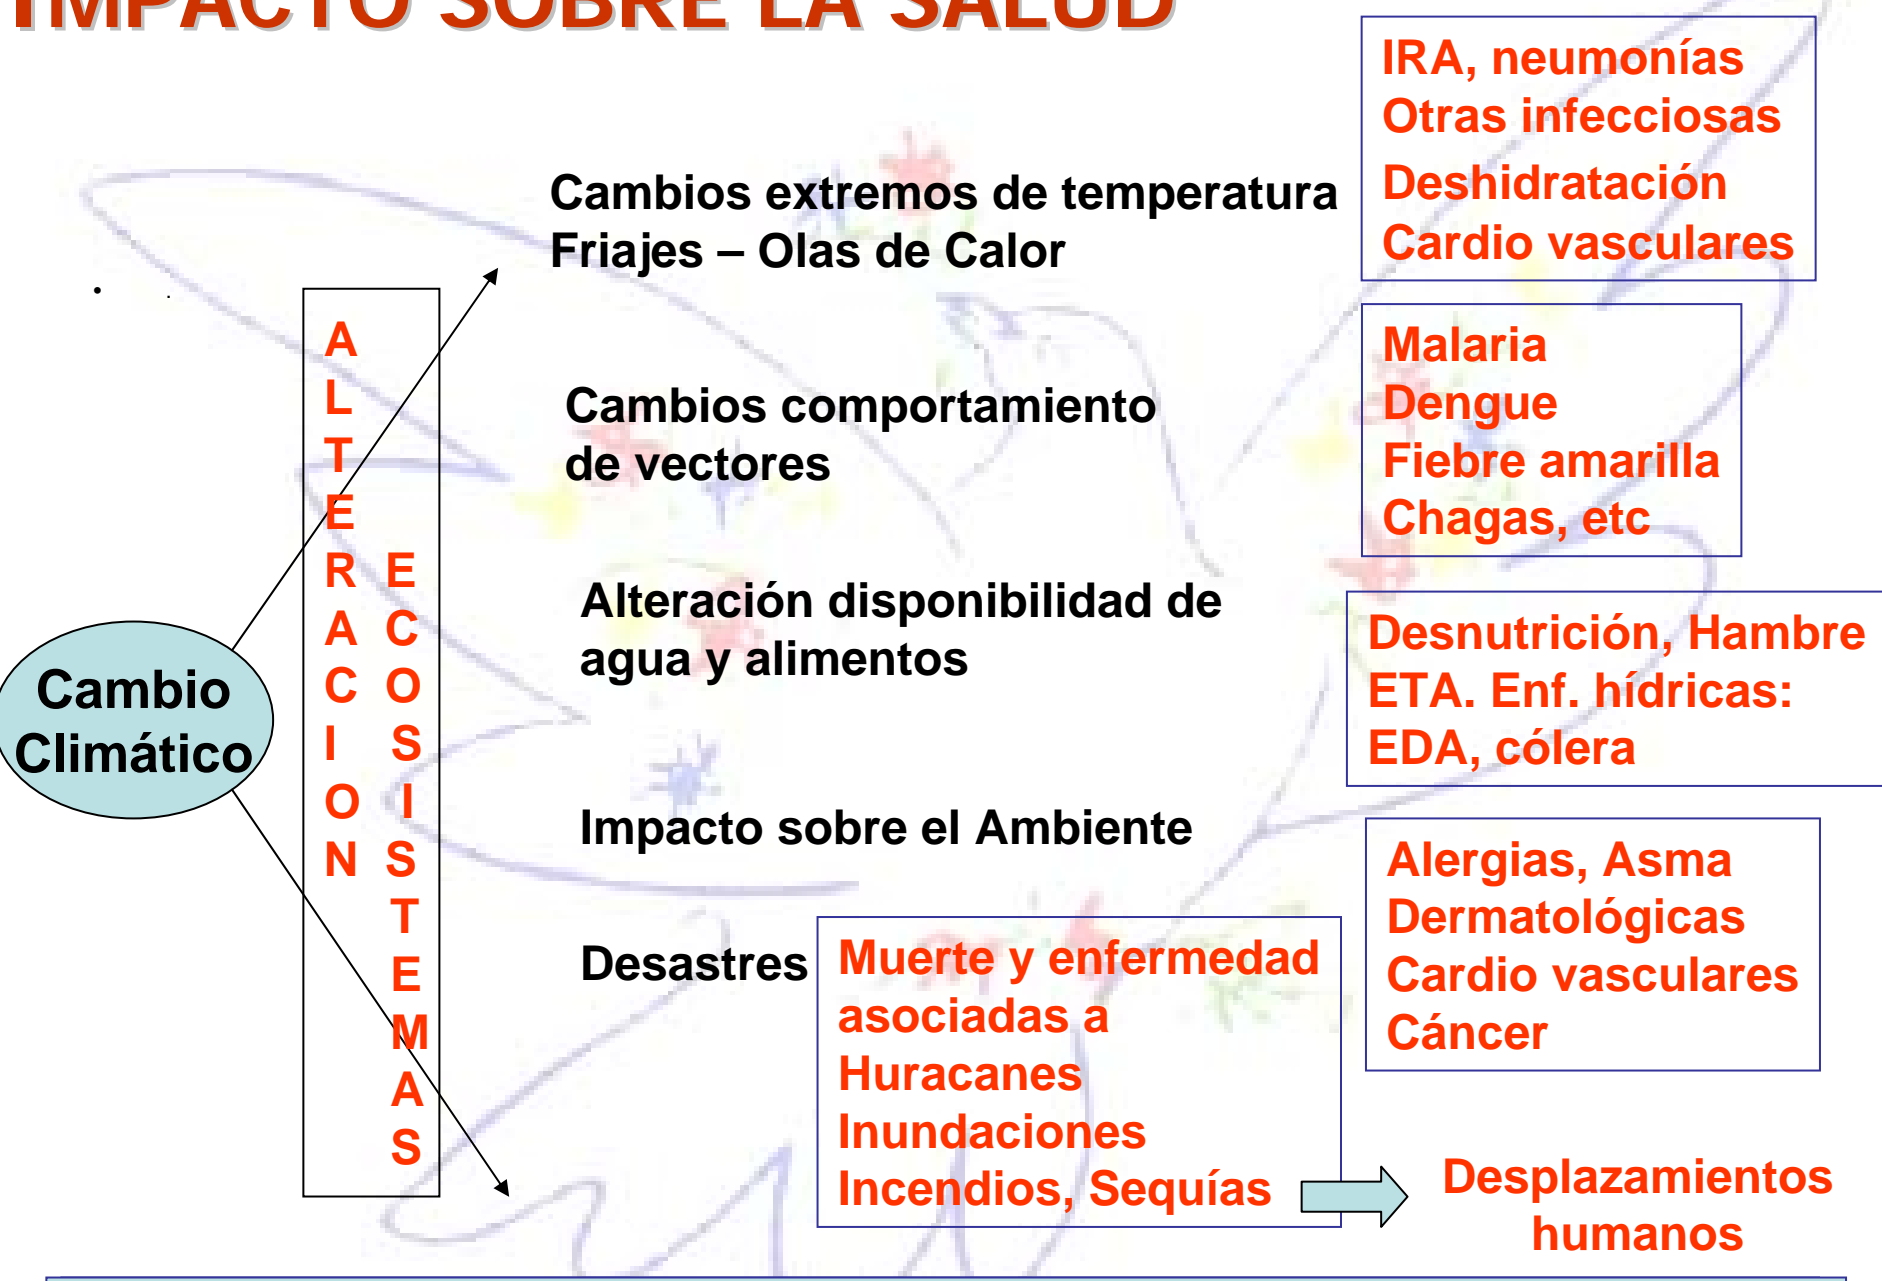 IMPACTO SOBRE LA SALUD
Cambio
Climático
ALTERACION
ECOSISTEMAS
Cambios extremos de temperatura
Friajes – Olas de Calor
IRA, neumonías
Otras infecciosas
Deshidratación
Cardio vasculares
Cambios comportamiento
de vectores
Malaria
Dengue
Fiebre amarilla
Chagas, etc
Alteración disponibilidad de
agua y alimentos
Desnutrición, Hambre
ETA. Enf. hídricas:
EDA, cólera
Impacto sobre el Ambiente
Alergias, Asma
Dermatológicas
Cardio vasculares
Cáncer
Desastres
Muerte y enfermedad
asociadas a
Huracanes
Inundaciones
Incendios, Sequías
Desplazamientos
humanos